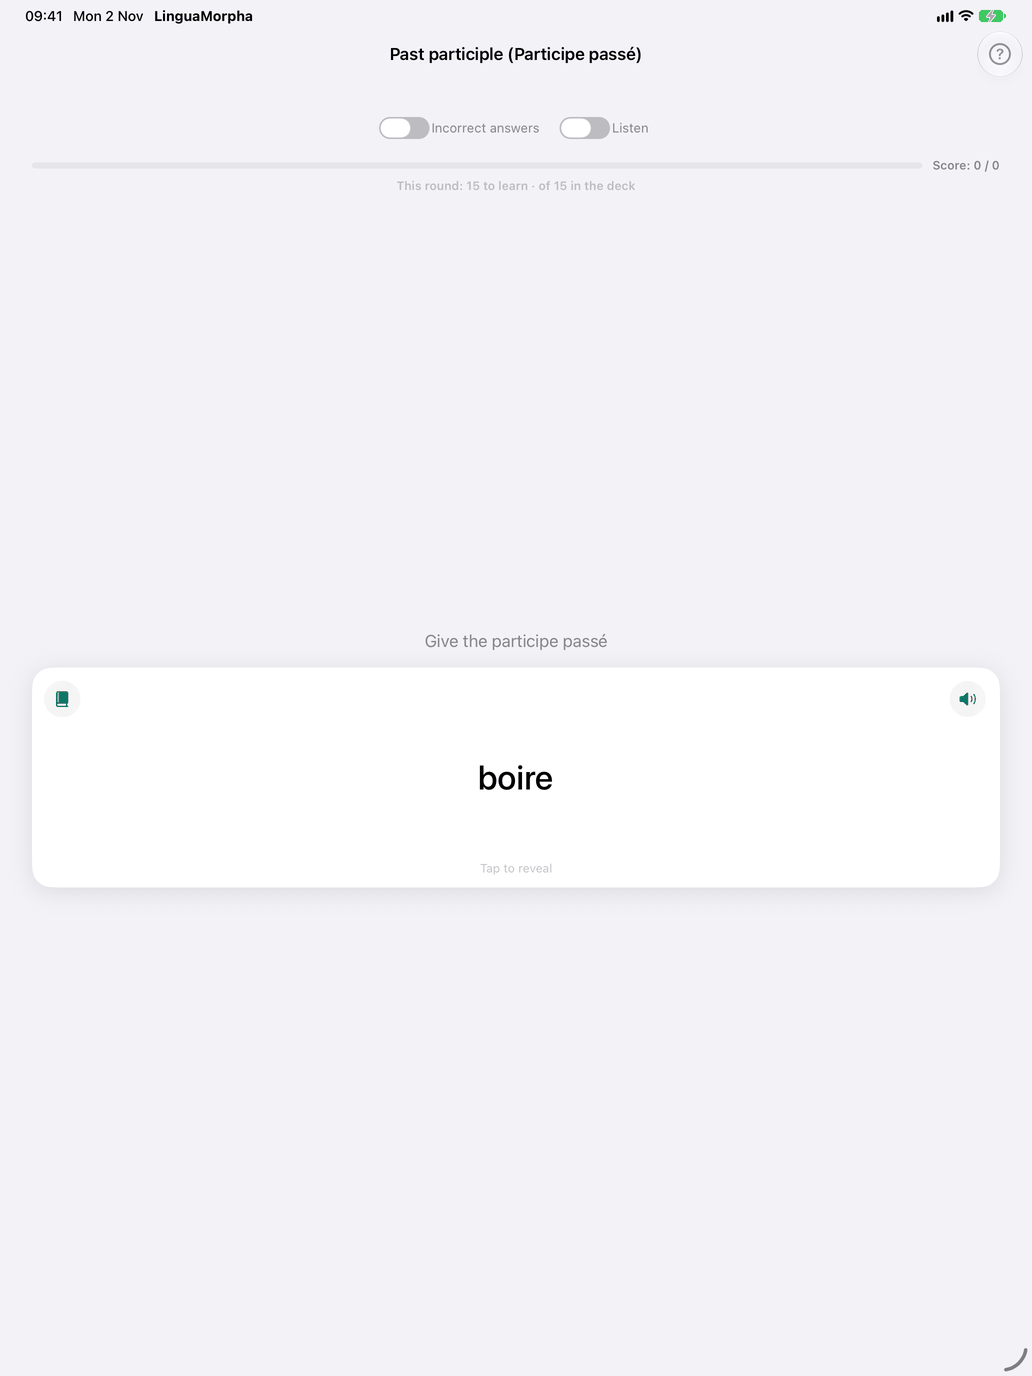 09:41 Mon 2 Nov LinguaMorpha
Past participle (Participe passé)
?
Incorrect answers Listen
Score: 0 / 0
This round: 15 to learn · of 15 in the deck
Give the participe passé
boire
Tap to reveal